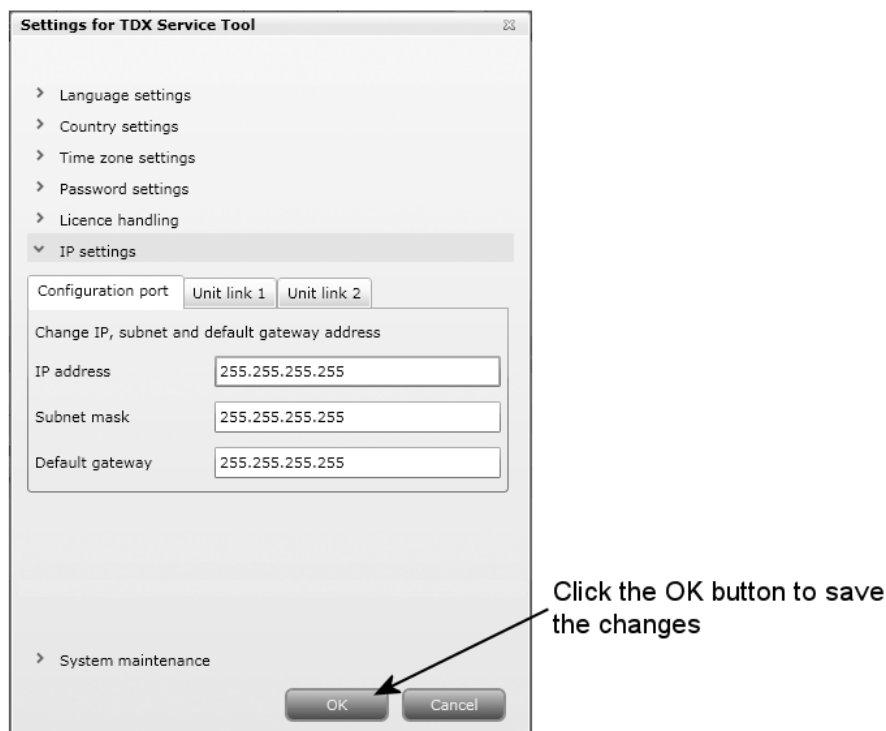 Settings for TDX Service Tool
Language settings
Country settings
Time zone settings
Password settings
Licence handling
IP settings
Configuration port Unit link 1 Unit link 2
Change IP, subnet and default gateway address
IP address 255.255.255.255
Subnet mask 255.255.255.255
Default gateway 255.255.255.255
Click the OK button to save
the changes
System maintenance
OK Cancel